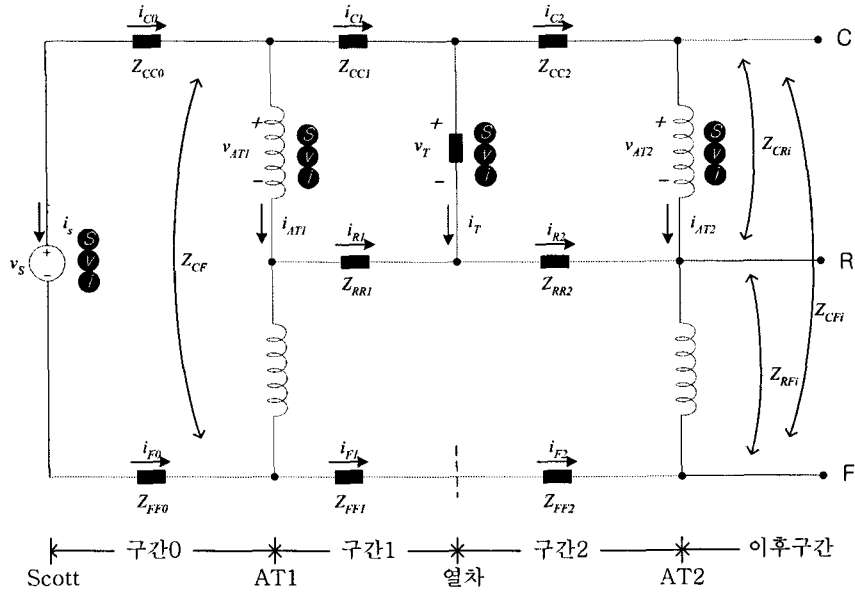 i_C0 i_C1 i_C2
C
Z_CC0 Z_CC1 Z_CC2
+ + +
v_AT1 S V i v_T S V i v_AT2 S V i
Z_CRi
− − −
i_s i_AT1 i_R1 i_T i_R2 i_AT2
S V i
v_S + −
Z_CF
R
Z_RR1 Z_RR2
Z_CFi
Z_RFi
i_F0 i_F1 i_F2
F
Z_FF0 Z_FF1 Z_FF2
구간0 구간1 구간2 이후구간
Scott AT1 열차 AT2